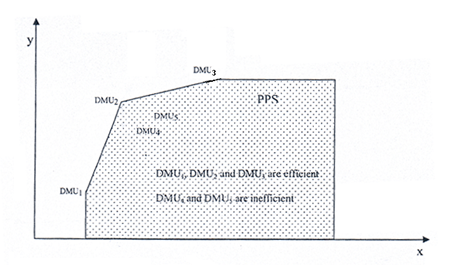 y
DMU3
DMU2
PPS
DMU5
DMU4
DMU1, DMU2 and DMU3 are efficient
DMU1
DMU4 and DMU5 are inefficient
x